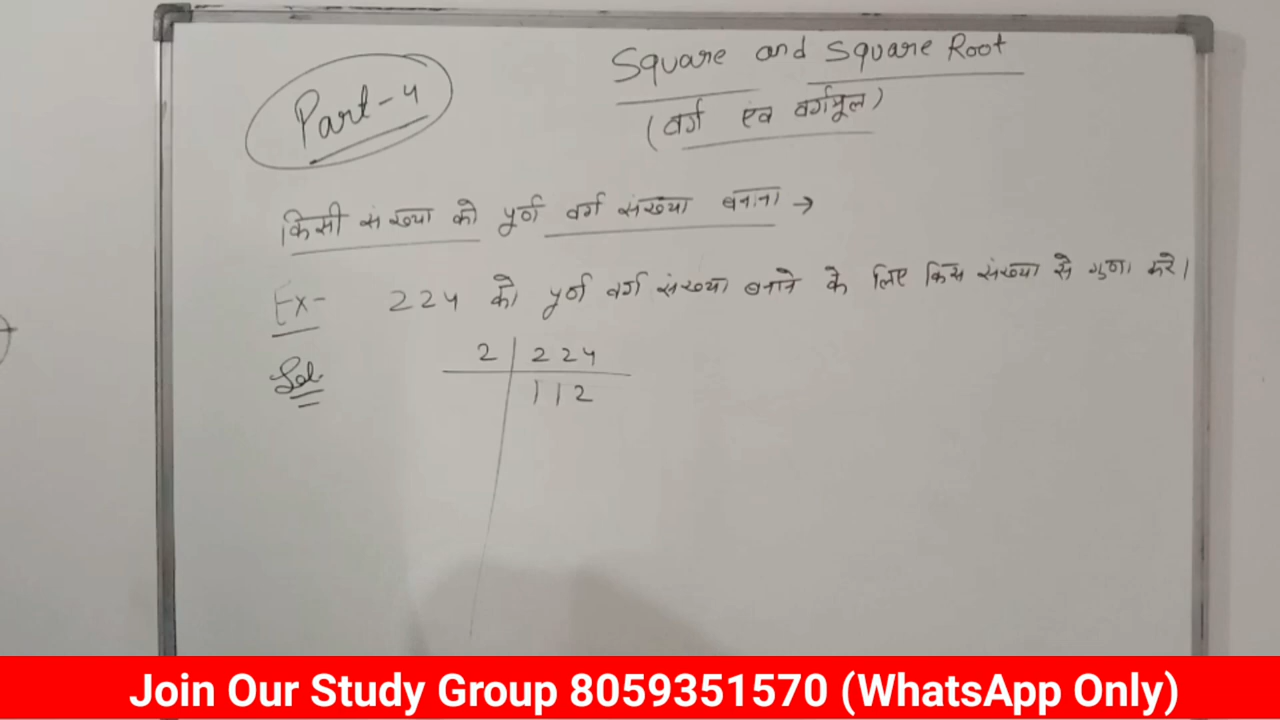 Part-4
Square and Square Root
(वर्ग एव वर्गमूल)
किसी संख्या को पूर्ण वर्ग संख्या बनाना →
Ex- 224 को पूर्ण वर्ग संख्या बनाने के लिए किस संख्या से गुणा करे।
Sol. 2 | 224
112
Join Our Study Group 8059351570 (WhatsApp Only)